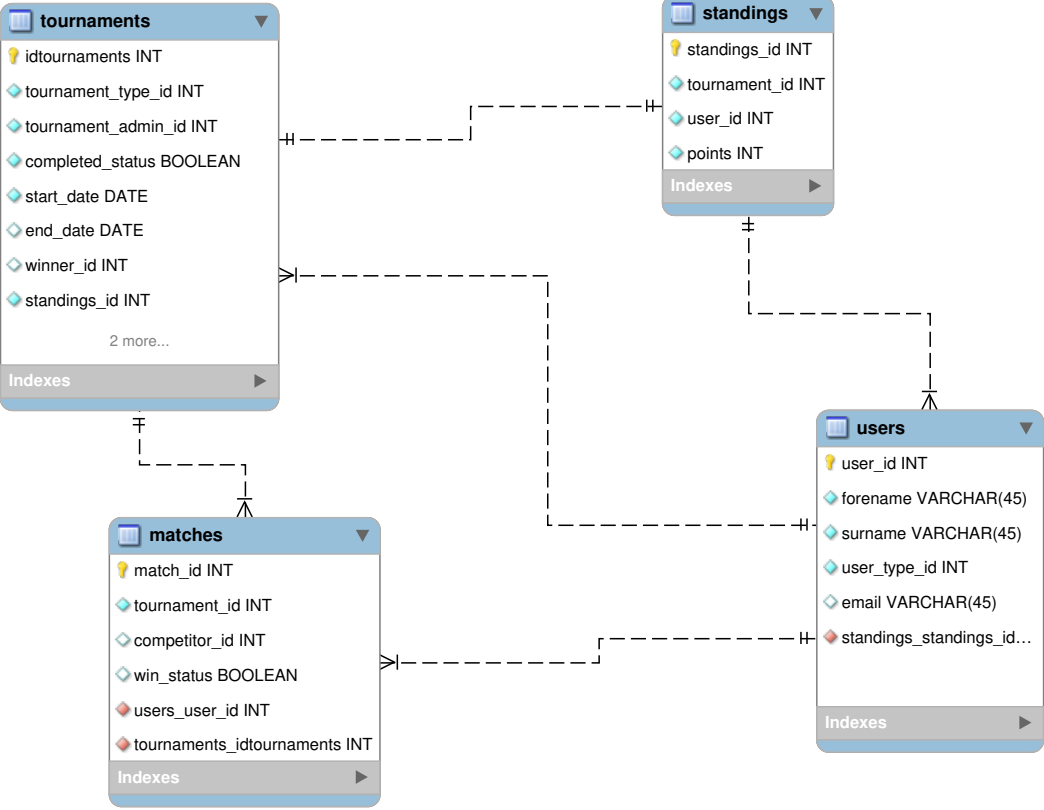 tournaments
idtournaments INT
tournament_type_id INT
tournament_admin_id INT
completed_status BOOLEAN
start_date DATE
end_date DATE
winner_id INT
standings_id INT
2 more...
Indexes
standings
standings_id INT
tournament_id INT
user_id INT
points INT
Indexes
matches
match_id INT
tournament_id INT
competitor_id INT
win_status BOOLEAN
users_user_id INT
tournaments_idtournaments INT
Indexes
users
user_id INT
forename VARCHAR(45)
surname VARCHAR(45)
user_type_id INT
email VARCHAR(45)
standings_standings_id...
Indexes